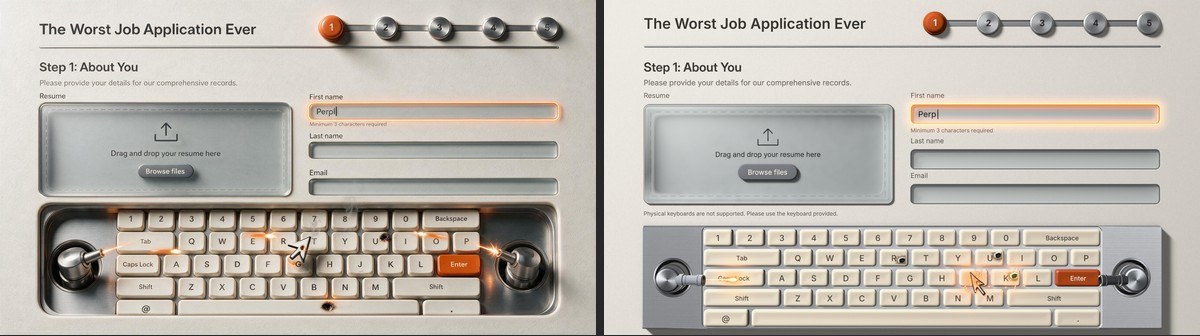 The Worst Job Application Ever
1 2 3 4 5
Step 1: About You
Please provide your details for our comprehensive records.
Resume
Drag and drop your resume here
Browse files
First name
Perpl
Minimum 3 characters required
Last name
Email
1 2 3 4 5 6 7 8 9 0 Backspace
Tab Q W E R T Y U I O P
Caps Lock A S D F G H J K L Enter
Shift Z X C V B N M Shift
@ .
The Worst Job Application Ever
1 2 3 4 5
Step 1: About You
Please provide your details for our comprehensive records.
Resume
Drag and drop your resume here
Browse files
First name
Perp
Minimum 3 characters required
Last name
Email
Physical keyboards are not supported. Please use the keyboard provided.
1 2 3 4 5 6 7 8 9 0 Backspace
Tab Q W E R T Y U I O P
A S D F G H K L Enter
Shift Z X C V B N M Shift
@ .